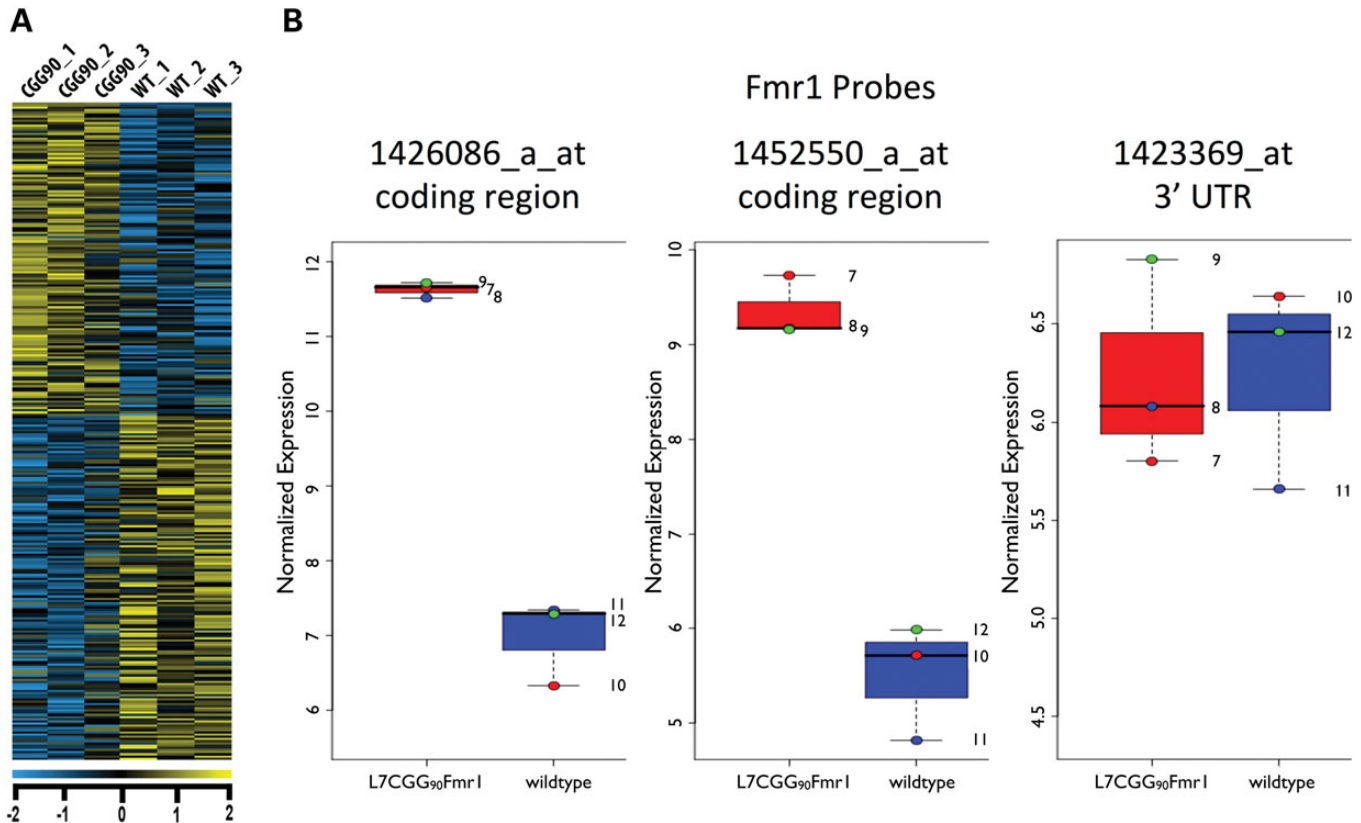 A
CGG90_1 CGG90_2 CGG90_3 WT_1 WT_2 WT_3
-2 -1 0 1 2
B
Fmr1 Probes
1426086_a_at
coding region
Normalized Expression
12
11
10
9
8
7
6
9
7
8
11
12
10
L7CGG₉₀Fmr1 wildtype
1452550_a_at
coding region
Normalized Expression
10
9
8
7
6
5
7
8 9
12
10
11
L7CGG₉₀Fmr1 wildtype
1423369_at
3’ UTR
Normalized Expression
6.5
6.0
5.5
5.0
4.5
9
8
7
10
12
11
L7CGG₉₀Fmr1 wildtype